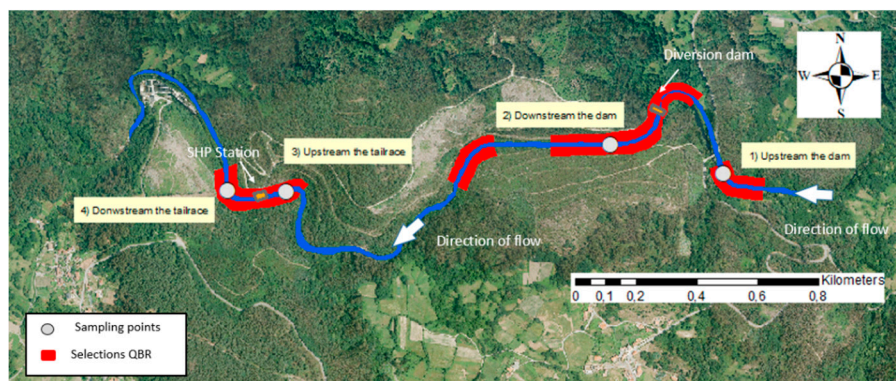 Diversion dam
N
W
E
S
2) Downstream the dam
SHP Station
3) Upstream the tailrace
1) Upstream the dam
4) Donwstream the tailrace
Direction of flow
Direction of flow
Kilometers
0 0,1 0,2 0,4 0,6 0,8
Sampling points
Selections QBR